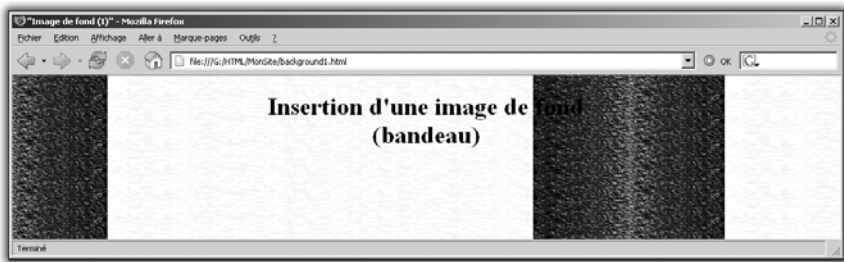 "Image de fond (1)" - Mozilla Firefox
Fichier Edition Affichage Aller à Marque-pages Outils ?
file:///G:/HTML/MonSite/background1.html OK G
Insertion d'une image de fond
(bandeau)
Terminé